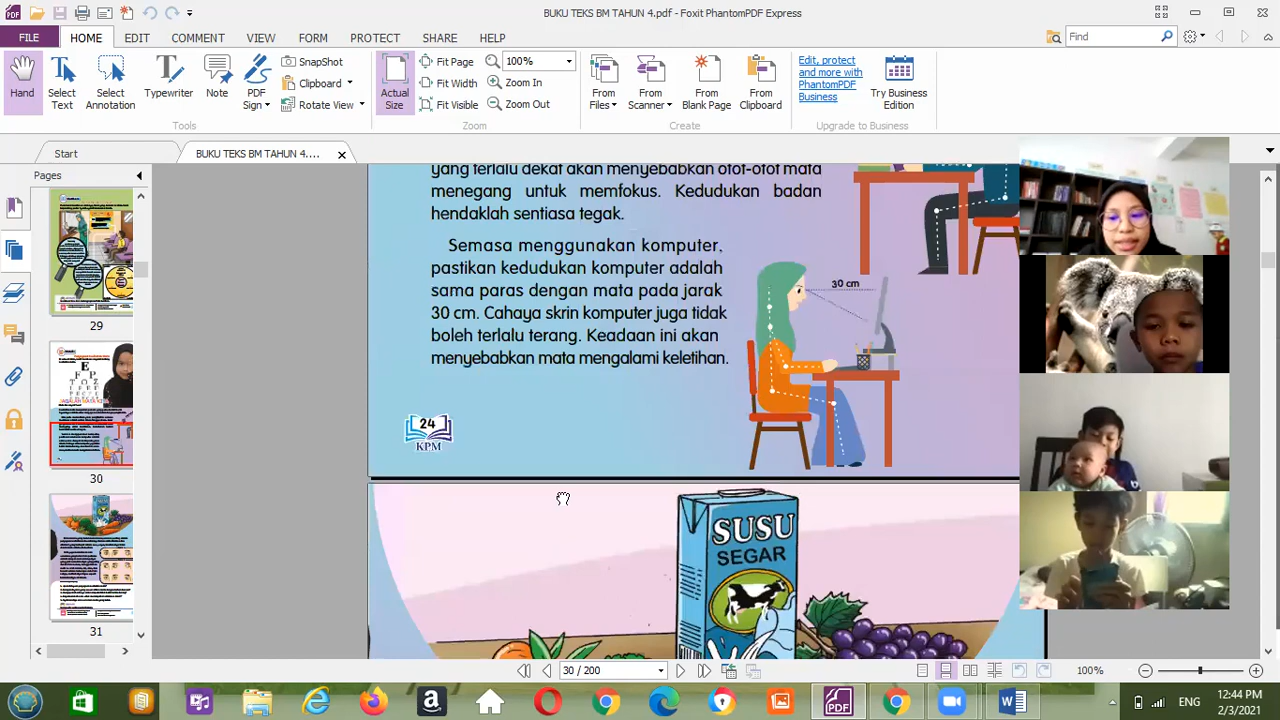 BUKU TEKS BM TAHUN 4.pdf - Foxit PhantomPDF Express
FILE HOME EDIT COMMENT VIEW FORM PROTECT SHARE HELP
Find
Hand
Select Text
Select Annotation
Typewriter
Note
PDF Sign
SnapShot
Clipboard
Rotate View
Tools
Actual Size
Fit Page
Fit Width
Fit Visible
100%
Zoom In
Zoom Out
Zoom
From Files
From Scanner
From Blank Page
From Clipboard
Create
Edit, protect
and more with
PhantomPDF
Business
Try Business Edition
Upgrade to Business
Start
BUKU TEKS BM TAHUN 4....
Pages
29
30
31
yang terlalu dekat akan menyebabkan otot-otot mata
menegang untuk memfokus. Kedudukan badan
hendaklah sentiasa tegak.
Semasa menggunakan komputer,
pastikan kedudukan komputer adalah
sama paras dengan mata pada jarak
30 cm. Cahaya skrin komputer juga tidak
boleh terlalu terang. Keadaan ini akan
menyebabkan mata mengalami keletihan.
30 cm
24
KPM
SUSU
SEGAR
30 / 200
100%
ENG
12:44 PM
2/3/2021